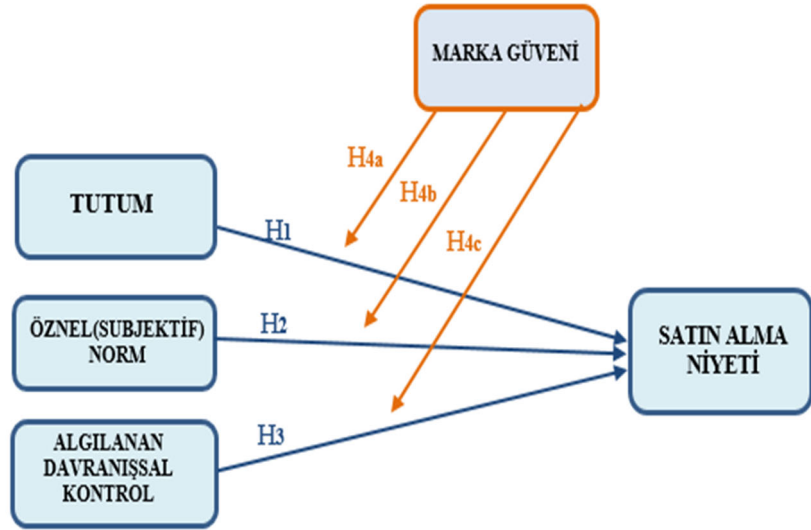 MARKA GÜVENİ
H4a
H4b
H4c
TUTUM
H1
ÖZNEL(SUBJEKTİF)
NORM
H2
SATIN ALMA
NİYETİ
ALGILANAN
DAVRANIŞSAL
KONTROL
H3